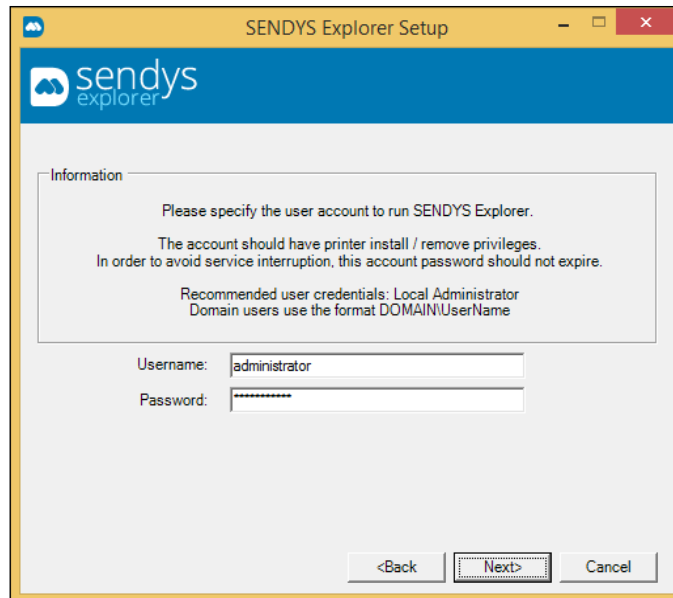 SENDYS Explorer Setup
sendys
explorer
Information
Please specify the user account to run SENDYS Explorer.
The account should have printer install / remove privileges.
In order to avoid service interruption, this account password should not expire.
Recommended user credentials: Local Administrator
Domain users use the format DOMAIN\UserName
Username: administrator
Password: ***********
<Back Next> Cancel